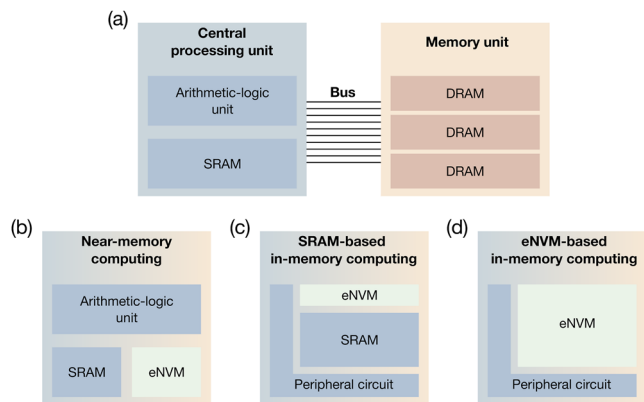 (a)
Central
processing unit
Memory unit
Arithmetic-logic
unit
Bus
DRAM
DRAM
SRAM
DRAM
(b)
Near-memory
computing
Arithmetic-logic
unit
SRAM
eNVM
(c)
SRAM-based
in-memory computing
eNVM
SRAM
Peripheral circuit
(d)
eNVM-based
in-memory computing
eNVM
Peripheral circuit